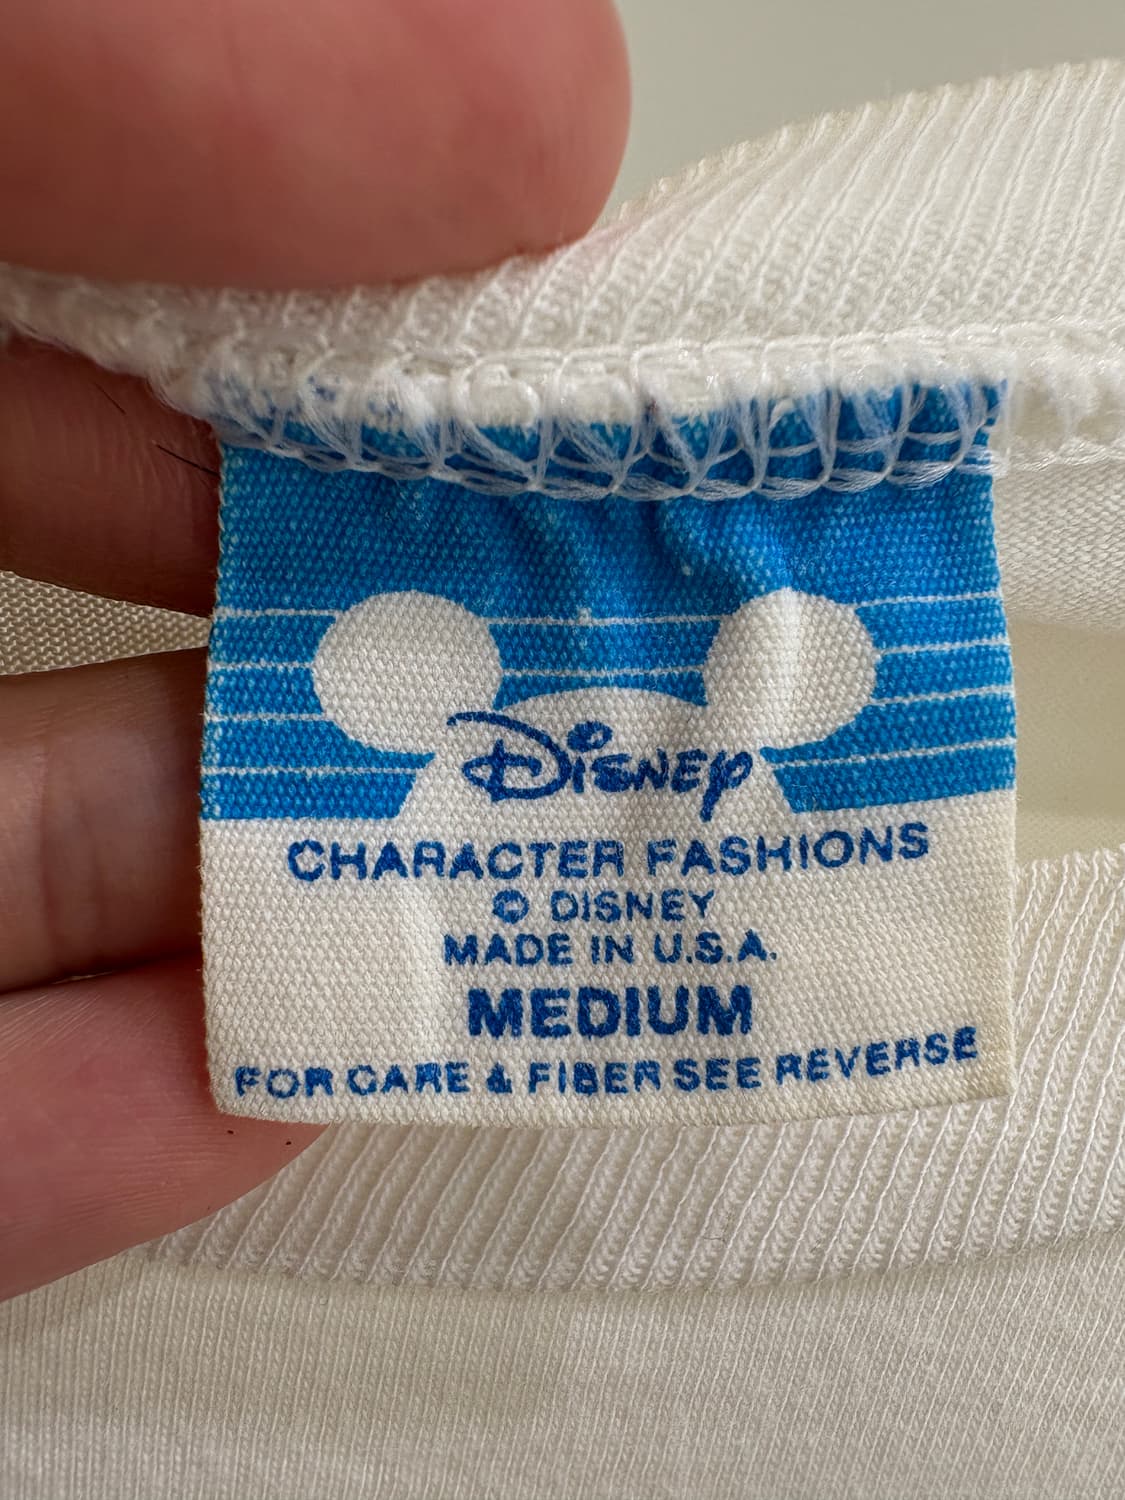 Disney
CHARACTER FASHIONS
© DISNEY
MADE IN U.S.A.
MEDIUM
FOR CARE & FIBER SEE REVERSE